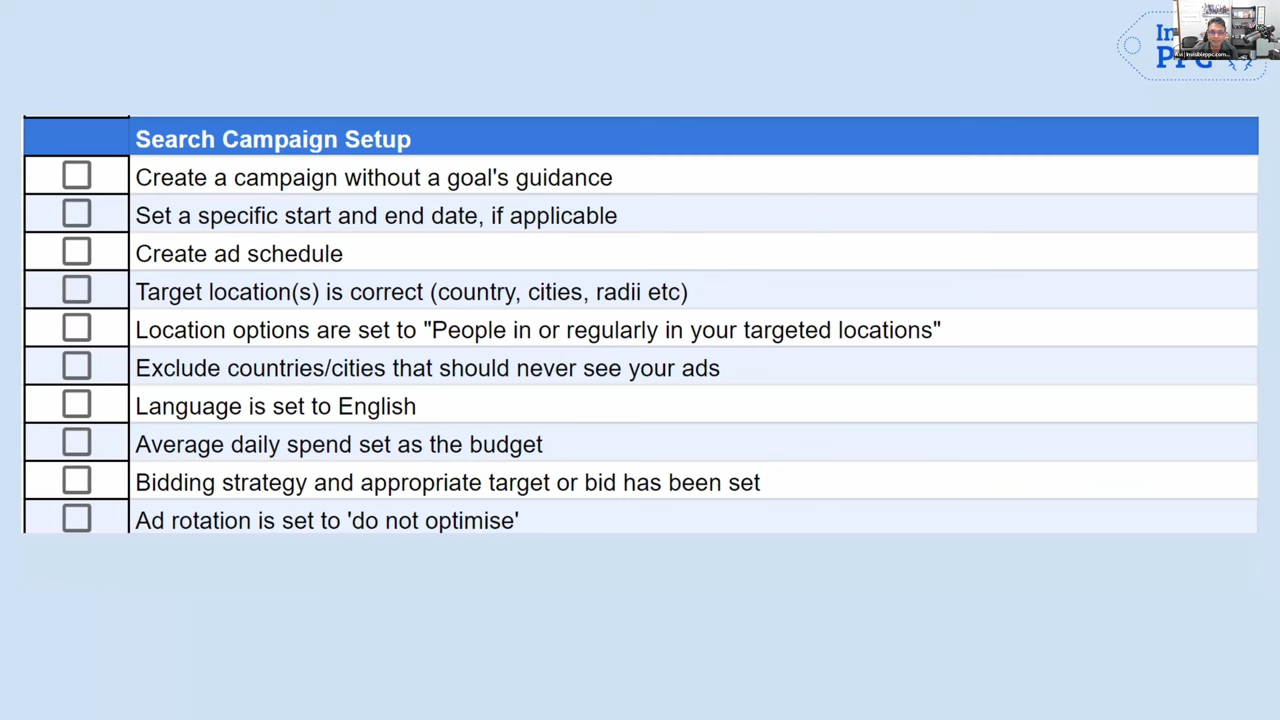 Search Campaign Setup
Create a campaign without a goal's guidance
Set a specific start and end date, if applicable
Create ad schedule
Target location(s) is correct (country, cities, radii etc)
Location options are set to "People in or regularly in your targeted locations"
Exclude countries/cities that should never see your ads
Language is set to English
Average daily spend set as the budget
Bidding strategy and appropriate target or bid has been set
Ad rotation is set to 'do not optimise'